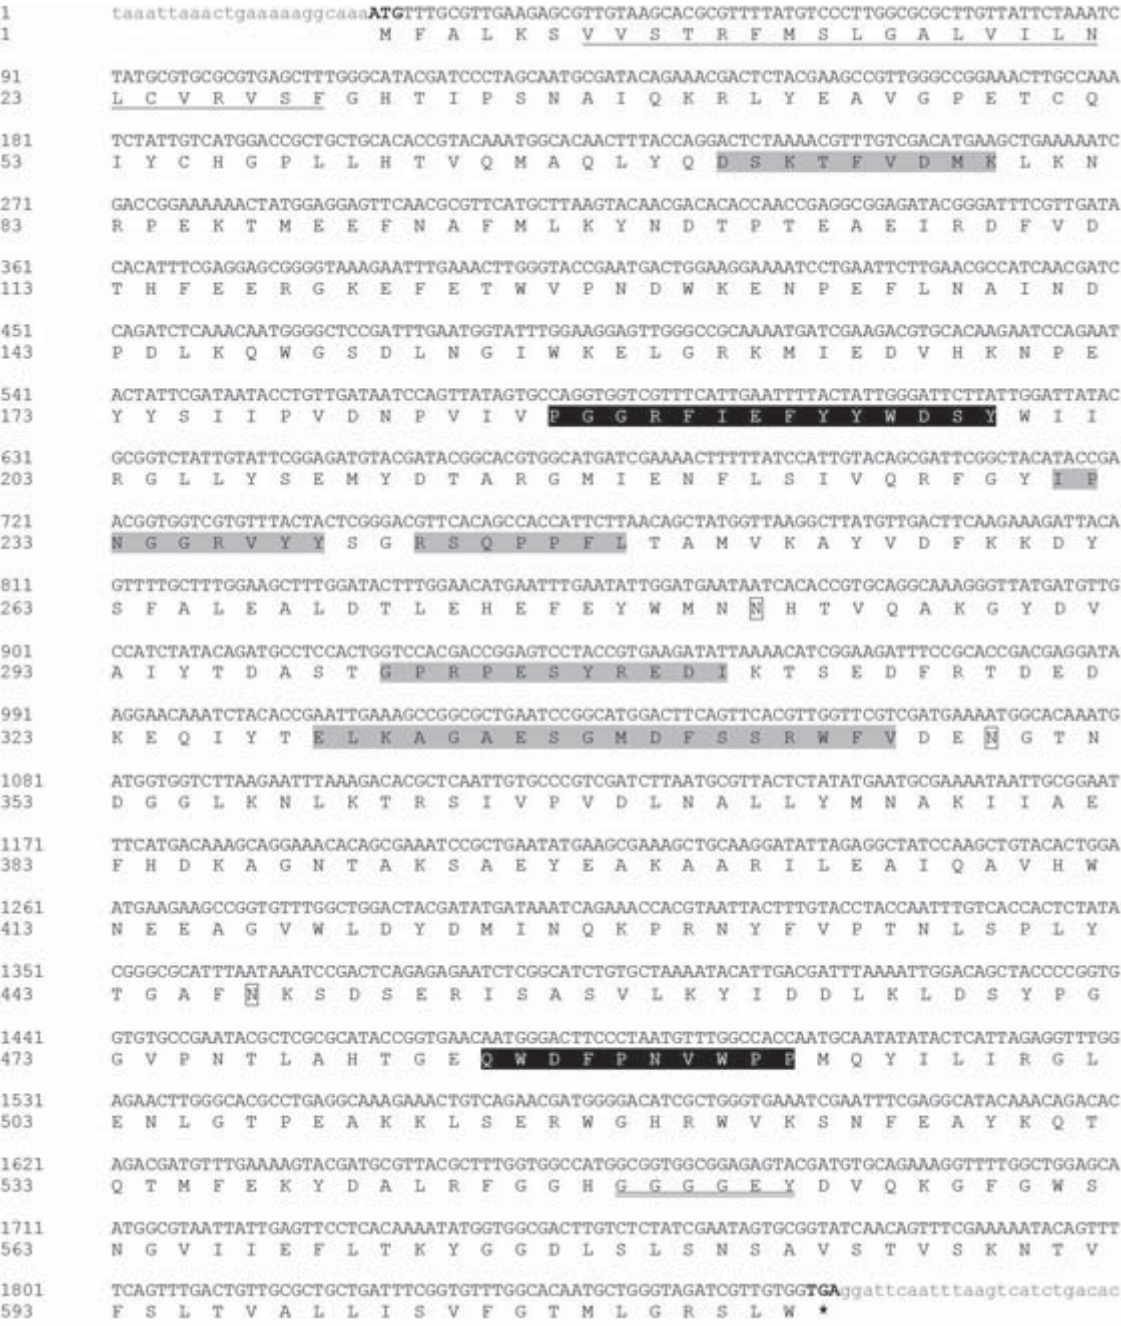 1 taaattaaactgaaaaaggcaaaATGTTTGCGTTGAAGAGCGTTGTAAGCACGCGTTTTATGTCCCTTGGCGCGCTTGTTATTCTAAATC
1 M F A L K S V V S T R F M S L G A L V I L N
91 TATGCGTGCGCGTGAGCTTTGGGCATACGATCCCTAGCAATGCGATACAGAAACGACTCTACGAAGCCGTTGGGCCGGAAACTTGCCAAA
23 L C V R V S F G H T I P S N A I Q K R L Y E A V G P E T C Q
181 TCTATTGTCATGGACCGCTGCTGCACACCGTACAAATGGCACAACTTTACCAGGACTCTAAAACGTTTGTCGACATGAAGCTGAAAAATC
53 I Y C H G P L L H T V Q M A Q L Y Q D S K T F V D M K L K N
271 GACCGGAAAAAACTATGGAGGAGTTCAACGCGTTCATGCTTAAGTACAACGACACACCAACCGAGGCGGAGATACGGGATTTCGTTGATA
83 R P E K T M E E F N A F M L K Y N D T P T E A E I R D F V D
361 CACATTTCGAGGAGCGGGGTAAAGAATTTGAAACTTGGGTACCGAATGACTGGAAGGAAAATCCTGAATTCTTGAACGCCATCAACGATC
113 T H F E E R G K E F E T W V P N D W K E N P E F L N A I N D
451 CAGATCTCAAACAATGGGGCTCCGATTTGAATGGTATTTGGAAGGAGTTGGGCCGCAAAATGATCGAAGACGTGCACAAGAATCCAGAAT
143 P D L K Q W G S D L N G I W K E L G R K M I E D V H K N P E
541 ACTATTCGATAATACCTGTTGATAATCCAGTTATAGTGCCAGGTGGTCGTTTCATTGAATTTTACTATTGGGATTCTTATTGGATTATAC
173 Y Y S I I P V D N P V I V P G G R F I E F Y Y W D S Y W I I
631 GCGGTCTATTGTATTCGGAGATGTACGATACGGCACGTGGCATGATCGAAAACTTTTTATCCATTGTACAGCGATTCGGCTACATACCGA
203 R G L L Y S E M Y D T A R G M I E N F L S I V Q R F G Y I P
721 ACGGTGGTCGTGTTTACTACTCGGGACGTTCACAGCCACCATTCTTAACAGCTATGGTTAAGGCTTATGTTGACTTCAAGAAAGATTACA
233 N G G R V Y Y S G R S Q P P F L T A M V K A Y V D F K K D Y
811 GTTTTGCTTTGGAAGCTTTGGATACTTTGGAACATGAATTTGAATATTGGATGAATAATCACACCGTGCAGGCAAAGGGTTATGATGTTG
263 S F A L E A L D T L E H E F E Y W M N N H T V Q A K G Y D V
901 CCATCTATACAGATGCCTCCACTGGTCCACGACCGGAGTCCTACCGTGAAGATATTAAAACATCGGAAGATTTCCGCACCGACGAGGATA
293 A I Y T D A S T G P R P E S Y R E D I K T S E D F R T D E D
991 AGGAACAAATCTACACCGAATTGAAAGCCGGCGCTGAATCCGGCATGGACTTCAGTTCACGTTGGTTCGTCGATGAAAATGGCACAAATG
323 K E Q I Y T E L K A G A E S G M D F S S R W F V D E N G T N
1081 ATGGTGGTCTTAAGAATTTAAAGACACGCTCAATTGTGCCCGTCGATCTTAATGCGTTACTCTATATGAATGCGAAAATAATTGCGGAAT
353 D G G L K N L K T R S I V P V D L N A L L Y M N A K I I A E
1171 TTCATGACAAAGCAGGAAACACAGCGAAATCCGCTGAATATGAAGCGAAAGCTGCAAGGATATTAGAGGCTATCCAAGCTGTACACTGGA
383 F H D K A G N T A K S A E Y E A K A A R I L E A I Q A V H W
1261 ATGAAGAAGCCGGTGTTTGGCTGGACTACGATATGATAAATCAGAAACCACGTAATTACTTTGTACCTACCAATTTGTCACCACTCTATA
413 N E E A G V W L D Y D M I N Q K P R N Y F V P T N L S P L Y
1351 CGGGCGCATTTAATAAATCCGACTCAGAGAGAATCTCGGCATCTGTGCTAAAATACATTGACGATTTAAAATTGGACAGCTACCCCGGTG
443 T G A F N K S D S E R I S A S V L K Y I D D L K L D S Y P G
1441 GTGTGCCGAATACGCTCGCGCATACCGGTGAACAATGGGACTTCCCTAATGTTTGGCCACCAATGCAATATATACTCATTAGAGGTTTGG
473 G V P N T L A H T G E Q W D F P N V W P P M Q Y I L I R G L
1531 AGAACTTGGGCACGCCTGAGGCAAAGAAACTGTCAGAACGATGGGGACATCGCTGGGTGAAATCGAATTTCGAGGCATACAAACAGACAC
503 E N L G T P E A K K L S E R W G H R W V K S N F E A Y K Q T
1621 AGACGATGTTTGAAAAGTACGATGCGTTACGCTTTGGTGGCCATGGCGGTGGCGGAGAGTACGATGTGCAGAAAGGTTTTGGCTGGAGCA
533 Q T M F E K Y D A L R F G G H G G G G E Y D V Q K G F G W S
1711 ATGGCGTAATTATTGAGTTCCTCACAAAATATGGTGGCGACTTGTCTCTATCGAATAGTGCGGTATCAACAGTTTCGAAAAATACAGTTT
563 N G V I I E F L T K Y G G D L S L S N S A V S T V S K N T V
1801 TCAGTTTGACTGTTGCGCTGCTGATTTCGGTGTTTGGCACAATGCTGGGTAGATCGTTGTGGTGAggattcaatttaagtcatctgacac
593 F S L T V A L L I S V F G T M L G R S L W *